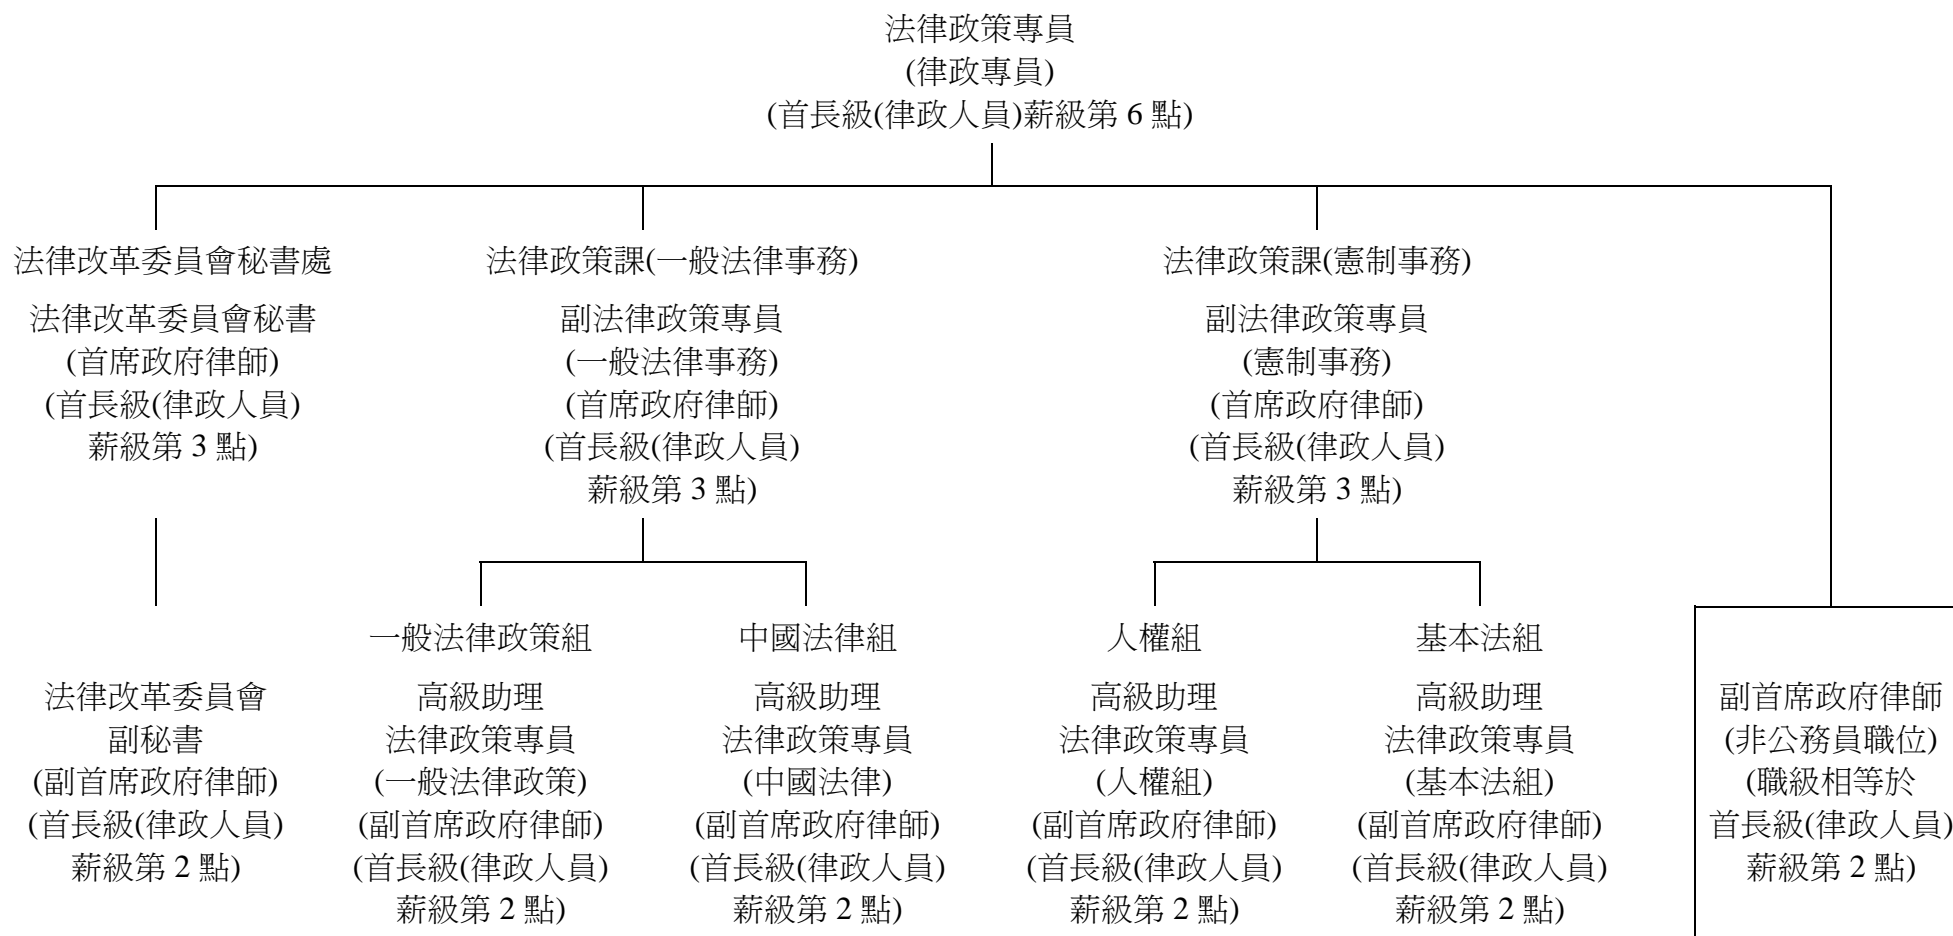 法律政策專員
(律政專員)
(首長級(律政人員)薪級第 6 點)
法律改革委員會秘書處
法律改革委員會秘書
(首席政府律師)
(首長級(律政人員)
薪級第 3 點)
法律政策課(一般法律事務)
副法律政策專員
(一般法律事務)
(首席政府律師)
(首長級(律政人員)
薪級第 3 點)
法律政策課(憲制事務)
副法律政策專員
(憲制事務)
(首席政府律師)
(首長級(律政人員)
薪級第 3 點)
法律改革委員會
副秘書
(副首席政府律師)
(首長級(律政人員)
薪級第 2 點)
一般法律政策組
高級助理
法律政策專員
(一般法律政策)
(副首席政府律師)
(首長級(律政人員)
薪級第 2 點)
中國法律組
高級助理
法律政策專員
(中國法律)
(副首席政府律師)
(首長級(律政人員)
薪級第 2 點)
人權組
高級助理
法律政策專員
(人權組)
(副首席政府律師)
(首長級(律政人員)
薪級第 2 點)
基本法組
高級助理
法律政策專員
(基本法組)
(副首席政府律師)
(首長級(律政人員)
薪級第 2 點)
副首席政府律師
(非公務員職位)
(職級相等於
首長級(律政人員)
薪級第 2 點)